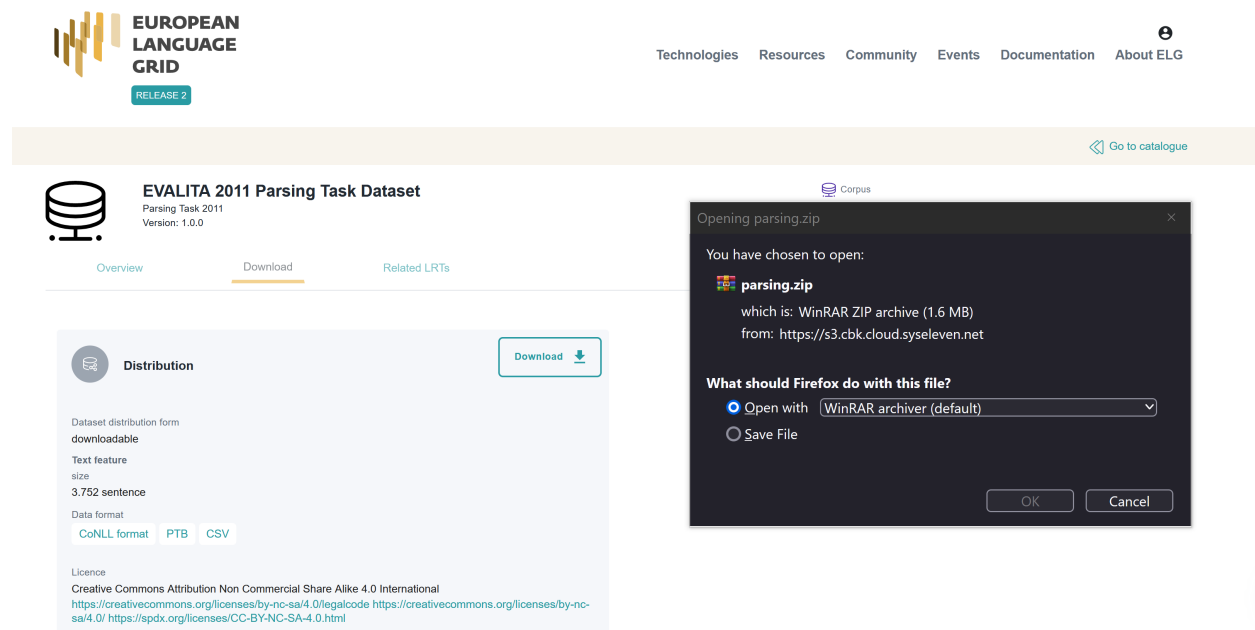 EUROPEAN
LANGUAGE
GRID
RELEASE 2
Technologies Resources Community Events Documentation About ELG
Go to catalogue
EVALITA 2011 Parsing Task Dataset
Parsing Task 2011
Version: 1.0.0
Corpus
Overview Download Related LRTs
Distribution
Download
Dataset distribution form
downloadable
Text feature
size
3.752 sentence
Data format
CoNLL format PTB CSV
Licence
Creative Commons Attribution Non Commercial Share Alike 4.0 International
https://creativecommons.org/licenses/by-nc-sa/4.0/legalcode https://creativecommons.org/licenses/by-nc-
sa/4.0/ https://spdx.org/licenses/CC-BY-NC-SA-4.0.html
Opening parsing.zip
You have chosen to open:
parsing.zip
which is: WinRAR ZIP archive (1.6 MB)
from: https://s3.cbk.cloud.syseleven.net
What should Firefox do with this file?
Open with WinRAR archiver (default)
Save File
OK Cancel